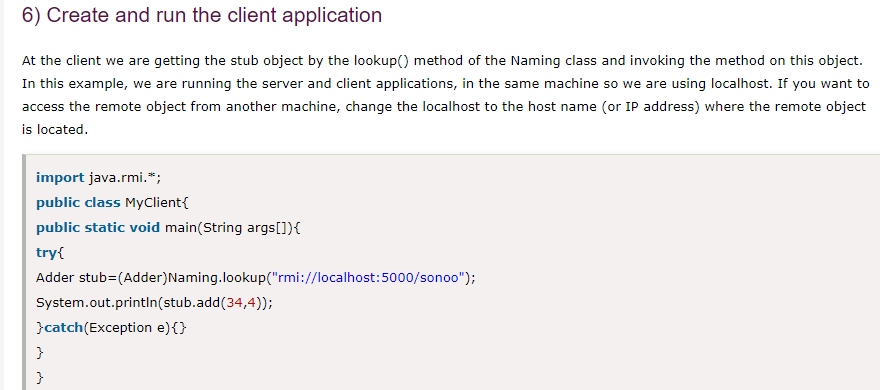 6) Create and run the client application
At the client we are getting the stub object by the lookup() method of the Naming class and invoking the method on this object.
In this example, we are running the server and client applications, in the same machine so we are using localhost. If you want to
access the remote object from another machine, change the localhost to the host name (or IP address) where the remote object
is located.
import java.rmi.*;
public class MyClient{
public static void main(String args[]){
try{
Adder stub=(Adder)Naming.lookup("rmi://localhost:5000/sonoo");
System.out.println(stub.add(34,4));
}catch(Exception e){}
}
}